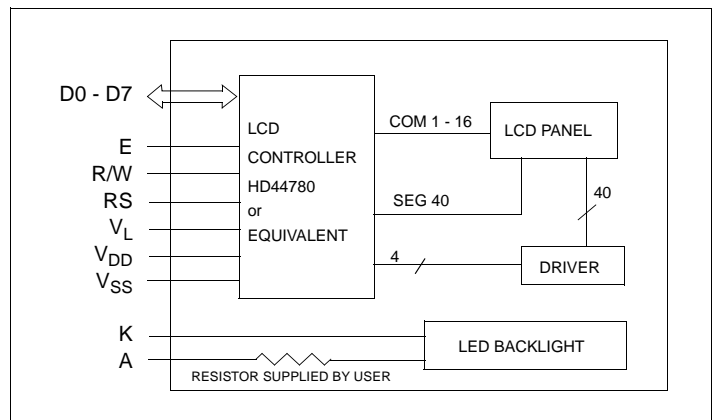 D0 - D7
E
R/W
RS
VL
VDD
VSS
K
A
LCD
CONTROLLER
HD44780
or
EQUIVALENT
COM 1 - 16
SEG 40
4
LCD PANEL
40
DRIVER
LED BACKLIGHT
RESISTOR SUPPLIED BY USER